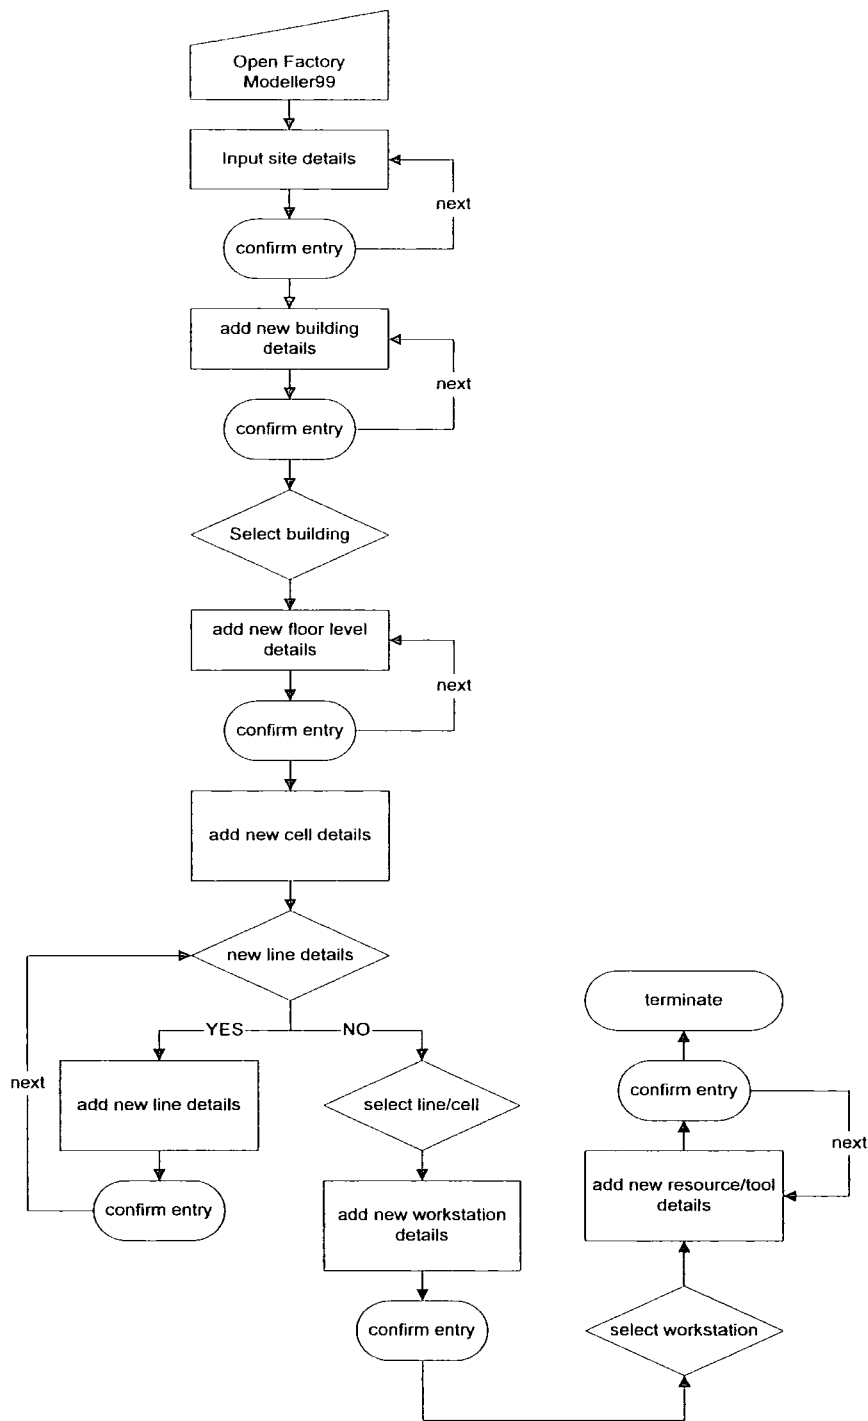 Open Factory
Modeller99
Input site details
next
confirm entry
add new building
details
next
confirm entry
Select building
add new floor level
details
next
confirm entry
add new cell details
new line details
YES
NO
next
add new line details
confirm entry
select line/cell
add new workstation
details
confirm entry
terminate
confirm entry
next
add new resource/tool
details
select workstation